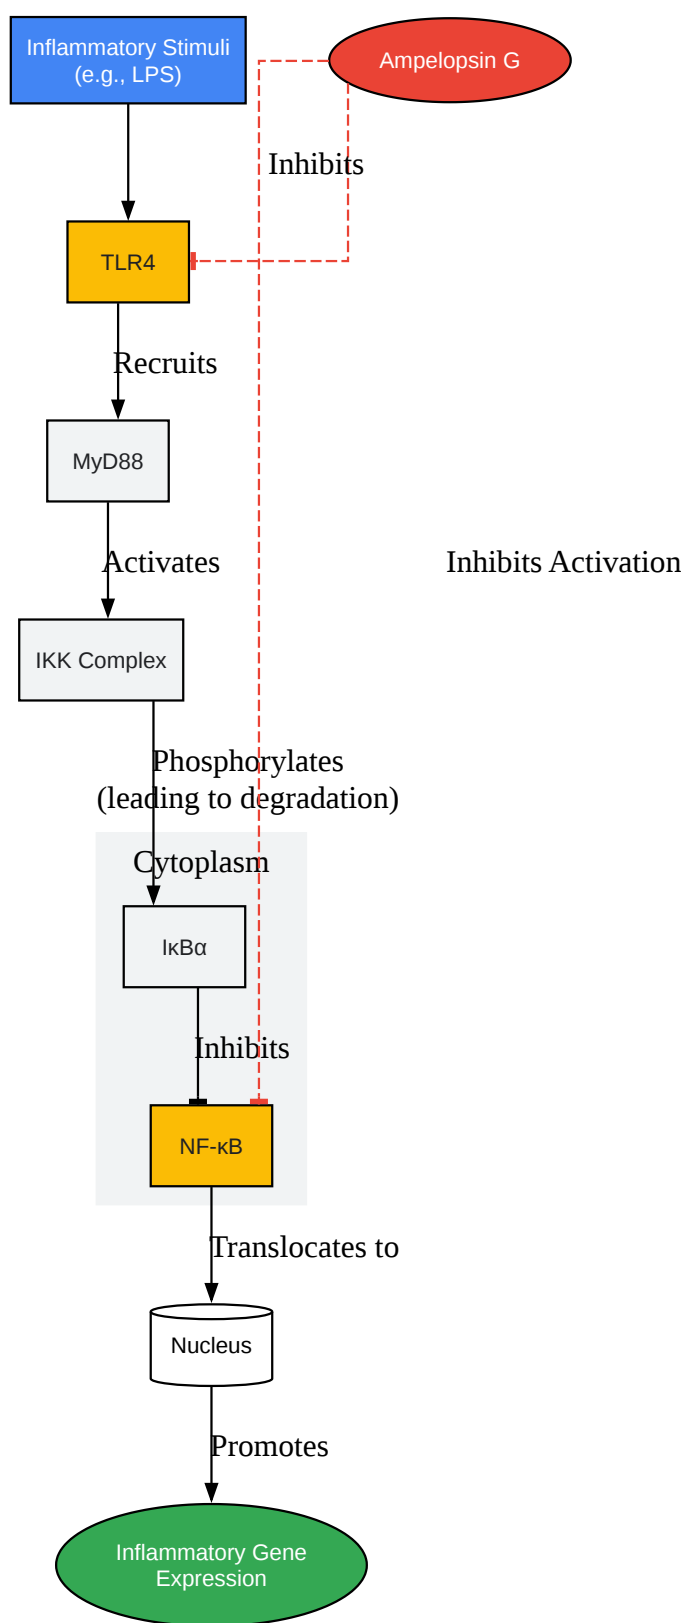 Inflammatory Stimuli
(e.g., LPS)
Ampelopsin G
Inhibits
TLR4
Recruits
MyD88
Activates
Inhibits Activation
IKK Complex
Phosphorylates
(leading to degradation)
Cytoplasm
IκBα
Inhibits
NF-κB
Translocates to
Nucleus
Promotes
Inflammatory Gene
Expression